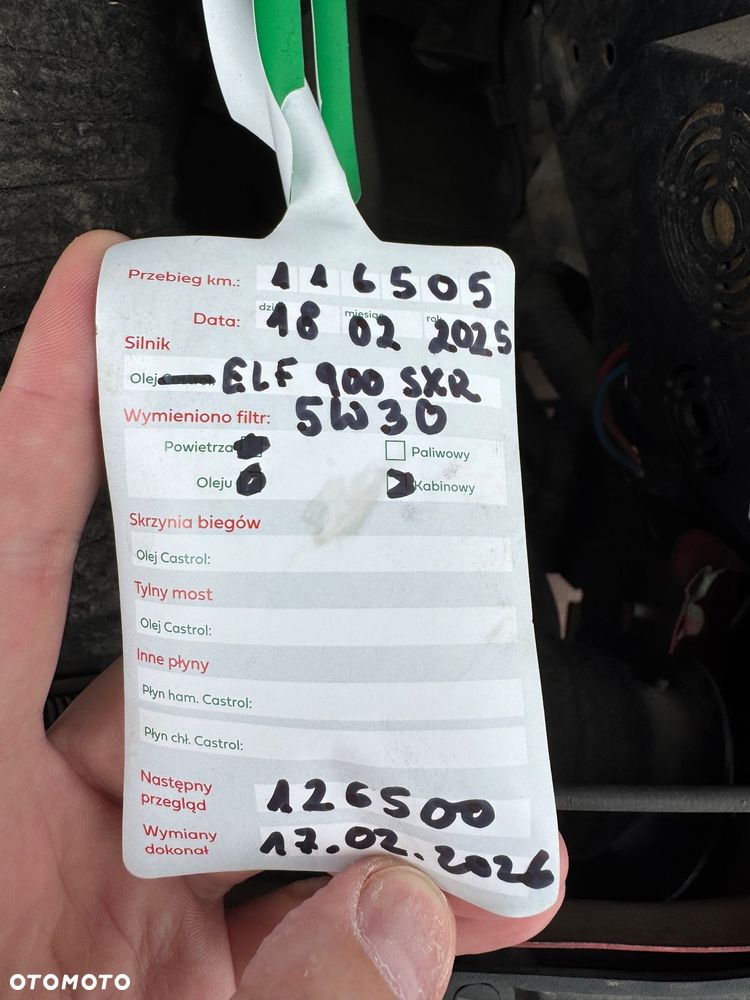 Przebieg km.: 116505
Data: dzi 18 miesiąc 02 rok 2025
Silnik
Olej Castrol: ELF 900 SXR
Wymieniono filtr: 5W30
Powietrza Paliwowy
Oleju Kabinowy
Skrzynia biegów
Olej Castrol:
Tylny most
Olej Castrol:
Inne płyny
Płyn ham. Castrol:
Płyn chł. Castrol:
Następny
przegląd 126500
Wymiany
dokonał 17.02.2026
OTOMOTO